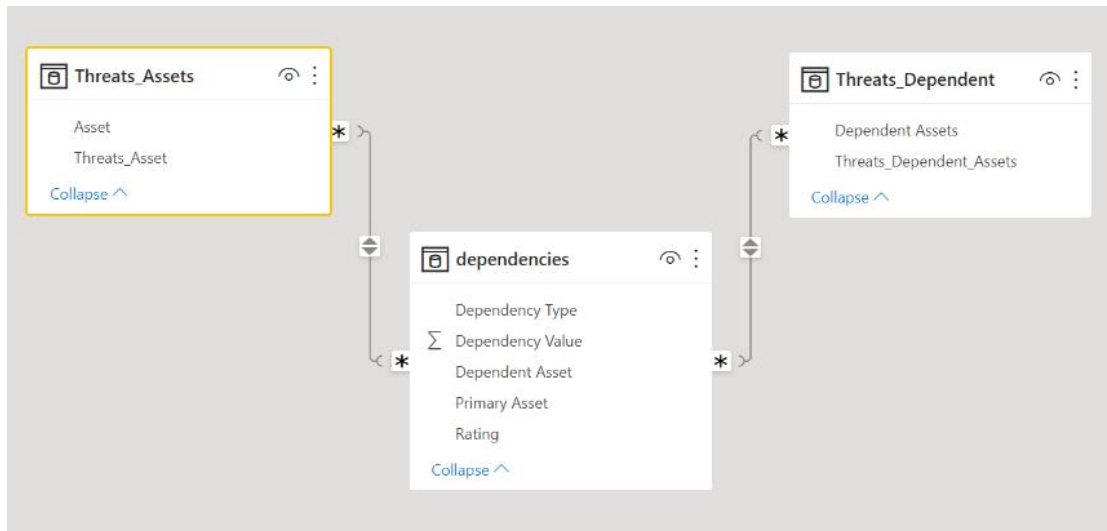 Threats_Assets
Asset
Threats_Asset
Collapse
Threats_Dependent
Dependent Assets
Threats_Dependent_Assets
Collapse
*
*
dependencies
Dependency Type
∑ Dependency Value
Dependent Asset
Primary Asset
Rating
Collapse
*
*